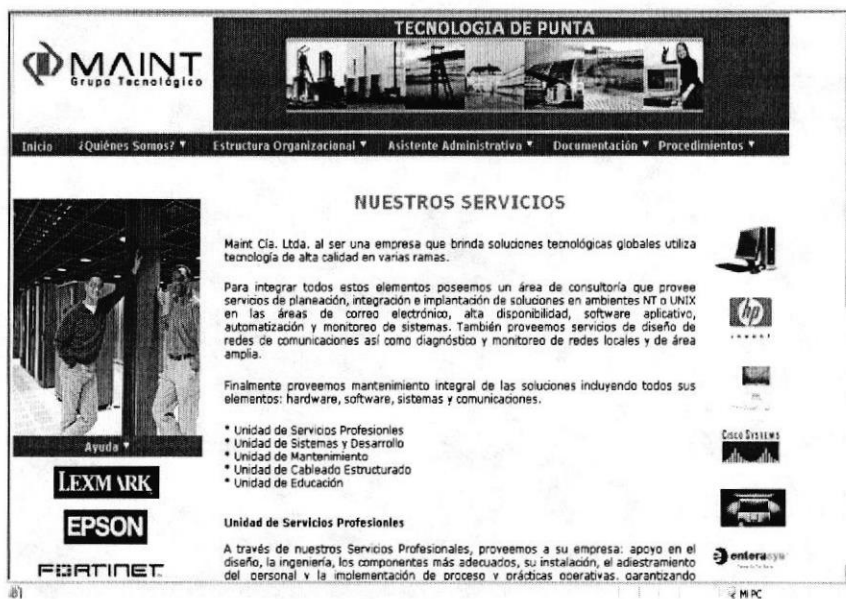 TECNOLOGIA DE PUNTA
MAINT
Grupo Tecnológico
Inicio ¿Quiénes Somos? Estructura Organizacional Asistente Administrativa Documentación Procedimientos
NUESTROS SERVICIOS
Maint Cía. Ltda. al ser una empresa que brinda soluciones tecnológicas globales utiliza
tecnología de alta calidad en varias ramas.
Para integrar todos estos elementos poseemos un área de consultoría que provee
servicios de planeación, integración e implantación de soluciones en ambientes NT o UNIX
en las áreas de correo electrónico, alta disponibilidad, software aplicativo,
automatización y monitoreo de sistemas. También proveemos servicios de diseño de
redes de comunicaciones así como diagnóstico y monitoreo de redes locales y de área
amplia.
Finalmente proveemos mantenimiento integral de las soluciones incluyendo todos sus
elementos: hardware, software, sistemas y comunicaciones.
* Unidad de Servicios Profesionles
* Unidad de Sistemas y Desarrollo
* Unidad de Mantenimiento
* Unidad de Cableado Estructurado
* Unidad de Educación
Unidad de Servicios Profesionles
A través de nuestros Servicios Profesionales, proveemos a su empresa: apoyo en el
diseño, la ingeniería, los componentes más adecuados, su instalación, el adiestramiento
del personal y la implementación de proceso y prácticas operativas, garantizando
Ayuda
LEXMARK
EPSON
FORTINET
hp
invent
CISCO SYSTEMS
enterasys
Mi PC